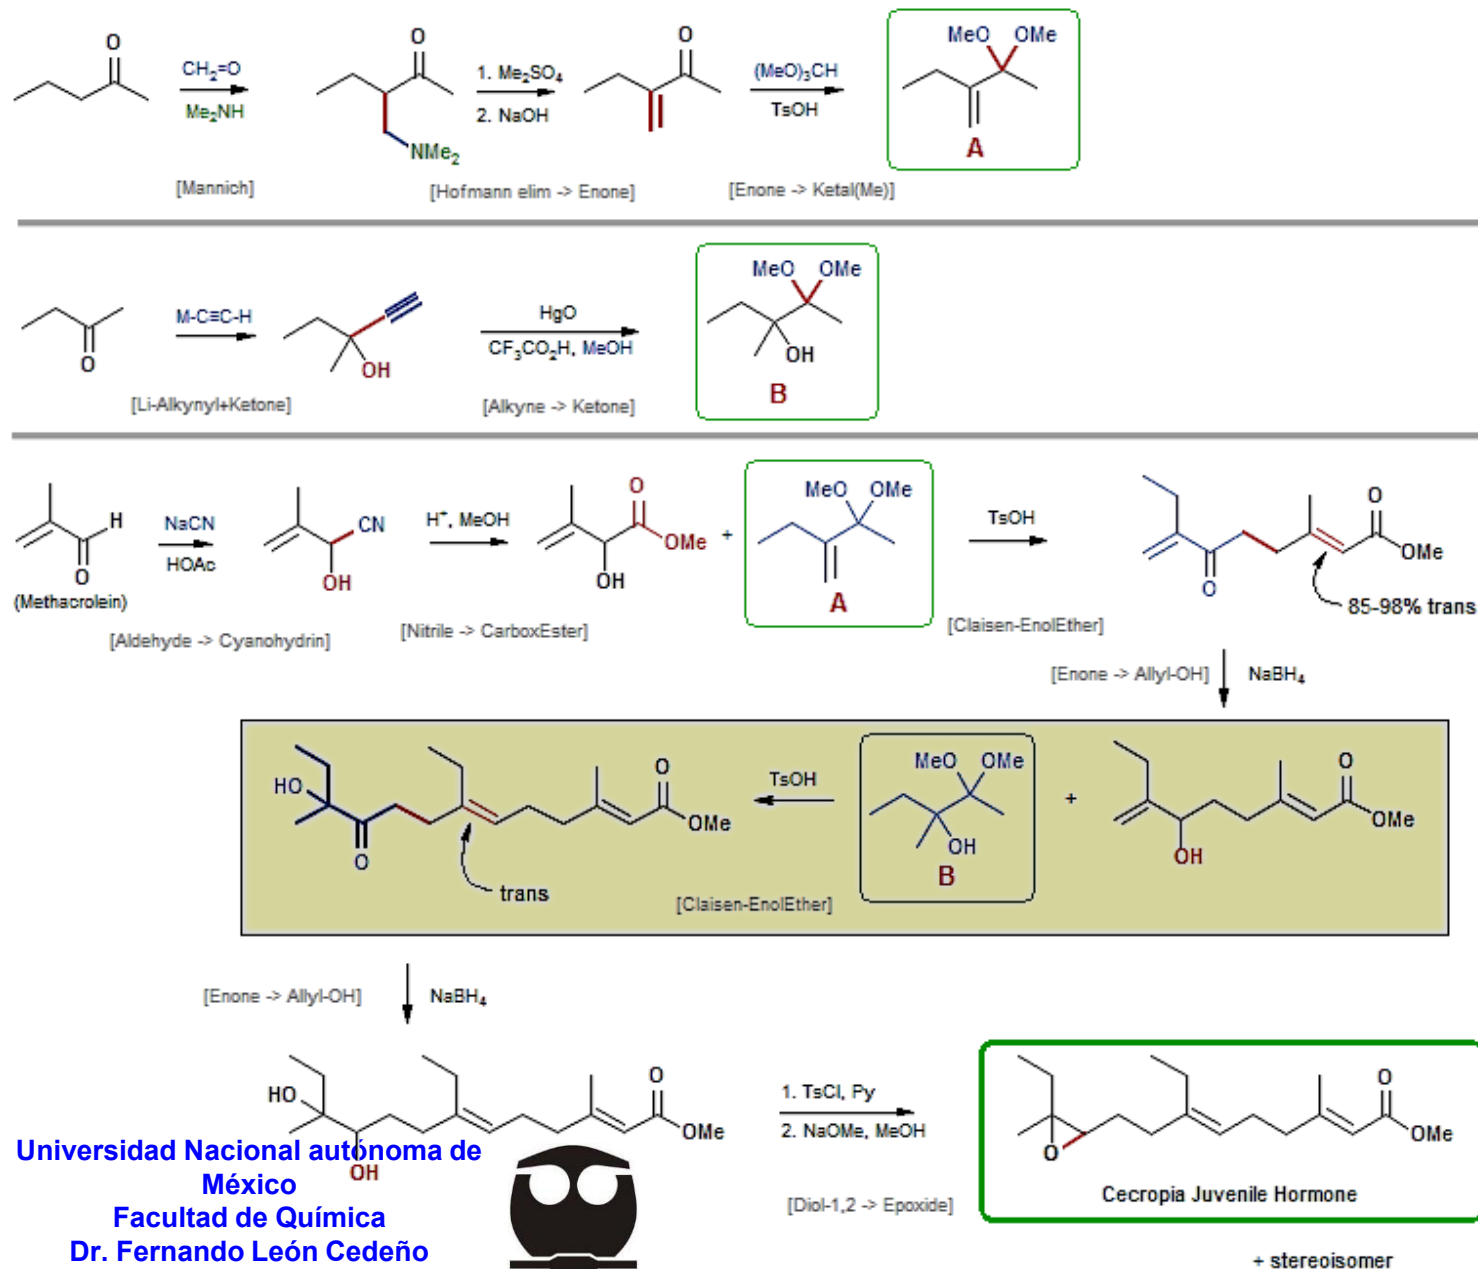 O
CH2=O
Me2NH
O
NMe2
1. Me2SO4
2. NaOH
O
(MeO)3CH
TsOH
MeO OMe
A
[Mannich]
[Hofmann elim -> Enone]
[Enone -> Ketal(Me)]
O
M-C≡C-H
OH
HgO
CF3CO2H, MeOH
MeO OMe
OH
B
[Li-Alkynyl+Ketone]
[Alkyne -> Ketone]
H
O
(Methacrolein)
NaCN
HOAc
CN
OH
H+, MeOH
O
OMe
OH
+
MeO OMe
A
TsOH
O
O
OMe
85-98% trans
[Aldehyde -> Cyanohydrin]
[Nitrile -> CarboxEster]
[Claisen-EnolEther]
[Enone -> Allyl-OH]
NaBH4
HO
O
O
OMe
trans
TsOH
MeO OMe
OH
B
+
O
OMe
OH
[Claisen-EnolEther]
[Enone -> Allyl-OH]
NaBH4
HO
OH
O
OMe
1. TsCl, Py
2. NaOMe, MeOH
[Diol-1,2 -> Epoxide]
O
O
OMe
Cecropia Juvenile Hormone
+ stereoisomer
Universidad Nacional autónoma de
México
Facultad de Química
Dr. Fernando León Cedeño